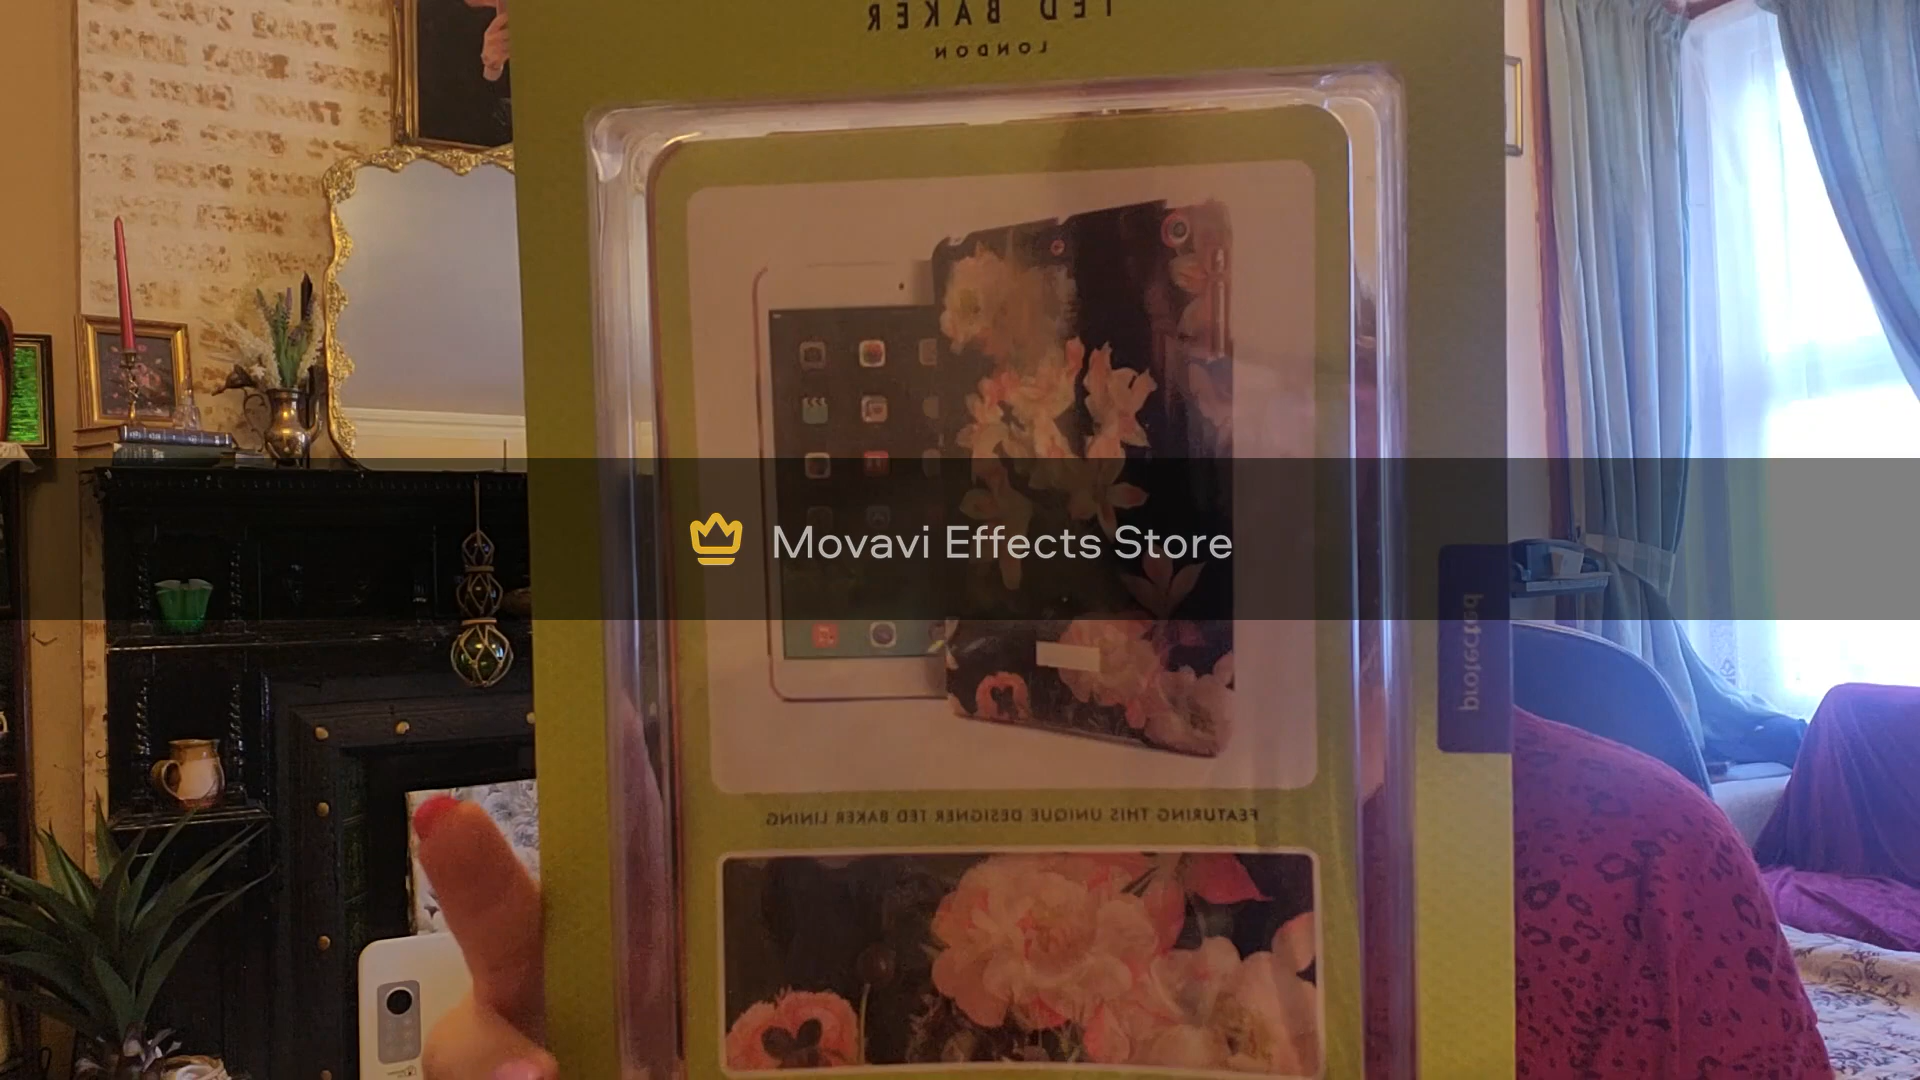 TED BAKER
LONDON
Movavi Effects Store
protected
FEATURING THIS UNIQUE DESIGNER TED BAKER LINING